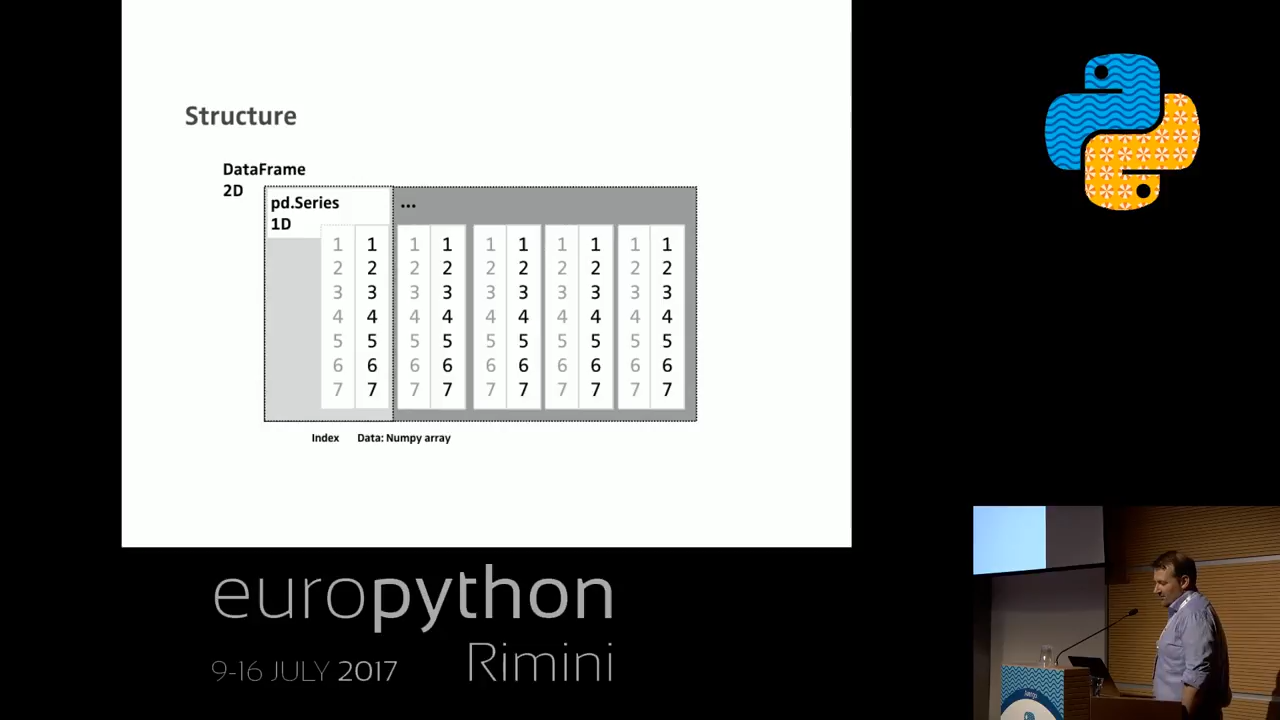 Structure
DataFrame
2D
pd.Series
1D
...
1 1 1 1 1 1 1 1 1 1
2 2 2 2 2 2 2 2 2 2
3 3 3 3 3 3 3 3 3 3
4 4 4 4 4 4 4 4 4 4
5 5 5 5 5 5 5 5 5 5
6 6 6 6 6 6 6 6 6 6
7 7 7 7 7 7 7 7 7 7
Index Data: Numpy array
europython
Rimini
9-16 JULY 2017